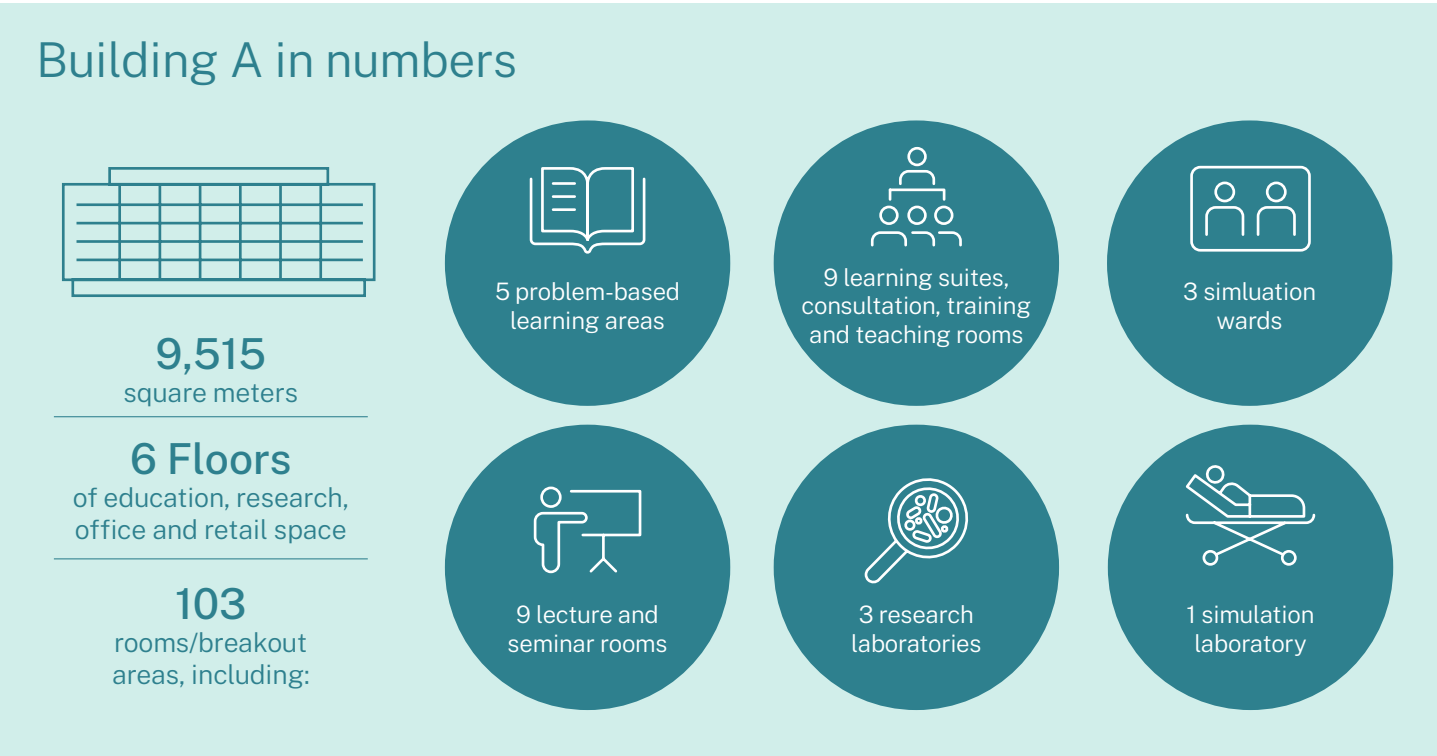 Building A in numbers
9,515
square meters
6 Floors
of education, research,
office and retail space
103
rooms/breakout
areas, including:
5 problem-based
learning areas
9 learning suites,
consultation, training
and teaching rooms
3 simluation
wards
9 lecture and
seminar rooms
3 research
laboratories
1 simulation
laboratory